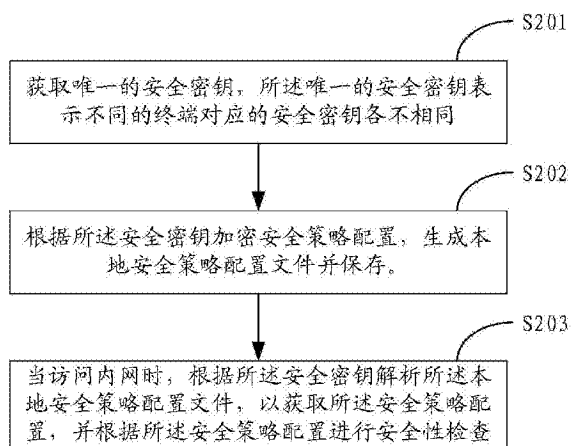 S201
获取唯一的安全密钥，所述唯一的安全密钥表
示不同的终端对应的安全密钥各不相同
S202
根据所述安全密钥加密安全策略配置，生成本
地安全策略配置文件并保存。
S203
当访问内网时，根据所述安全密钥解析所述本
地安全策略配置文件，以获取所述安全策略配
置，并根据所述安全策略配置进行安全性检查